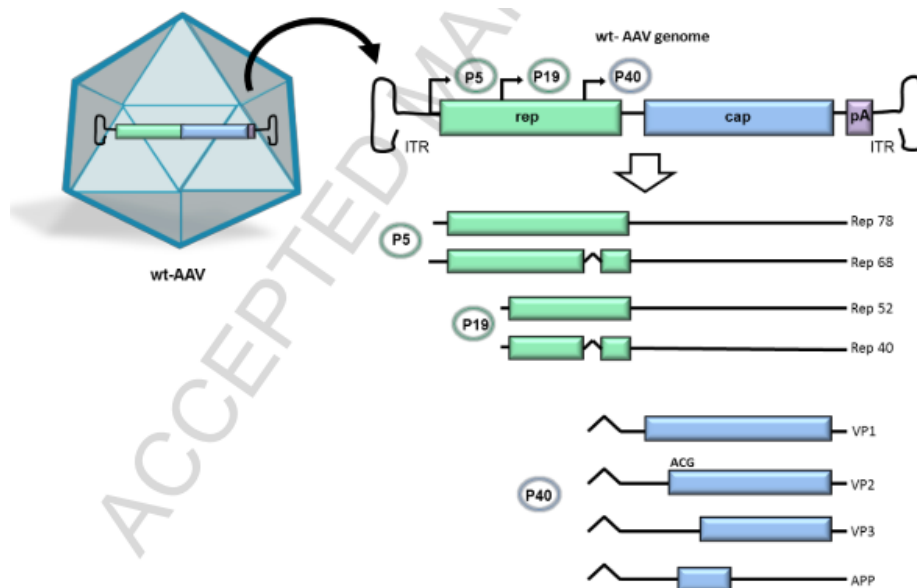 wt- AAV genome
P5
P19
P40
rep
cap
pA
ITR
ITR
wt-AAV
P5
Rep 78
Rep 68
P19
Rep 52
Rep 40
P40
VP1
ACG
VP2
VP3
APP
ACCEPTED